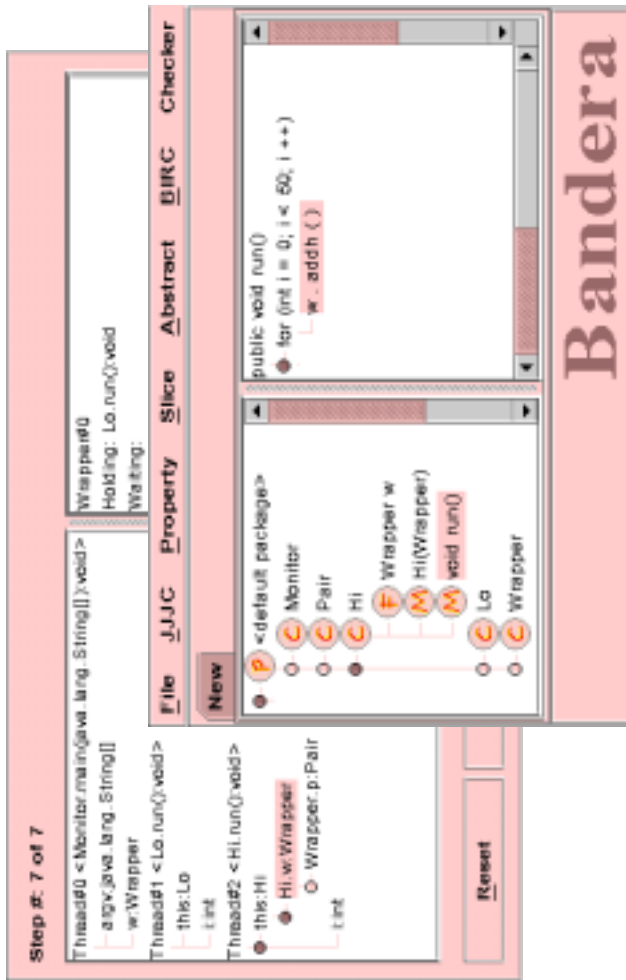 Step #: 7 of 7
Thread#0 <Monitor.main(java.lang.String[]):void>
argv:java.lang.String[]
w:Wrapper
Thread#1 <Lo.run():void>
this:Lo
i:int
Thread#2 <Hi.run():void>
this:Hi
Hi.w:Wrapper
Wrapper.p:Pair
i:int
Wrapper#0
Holding: Lo.run():void
Waiting:
Reset
File JJJC Property Slice Abstract BIRC Checker
New
P <default package>
C Monitor
C Pair
C Hi
F Wrapper w
M Hi(Wrapper)
M void run()
C Lo
C Wrapper
public void run()
for (int i = 0; i < 50; i ++)
w . addh ( )
Bandera